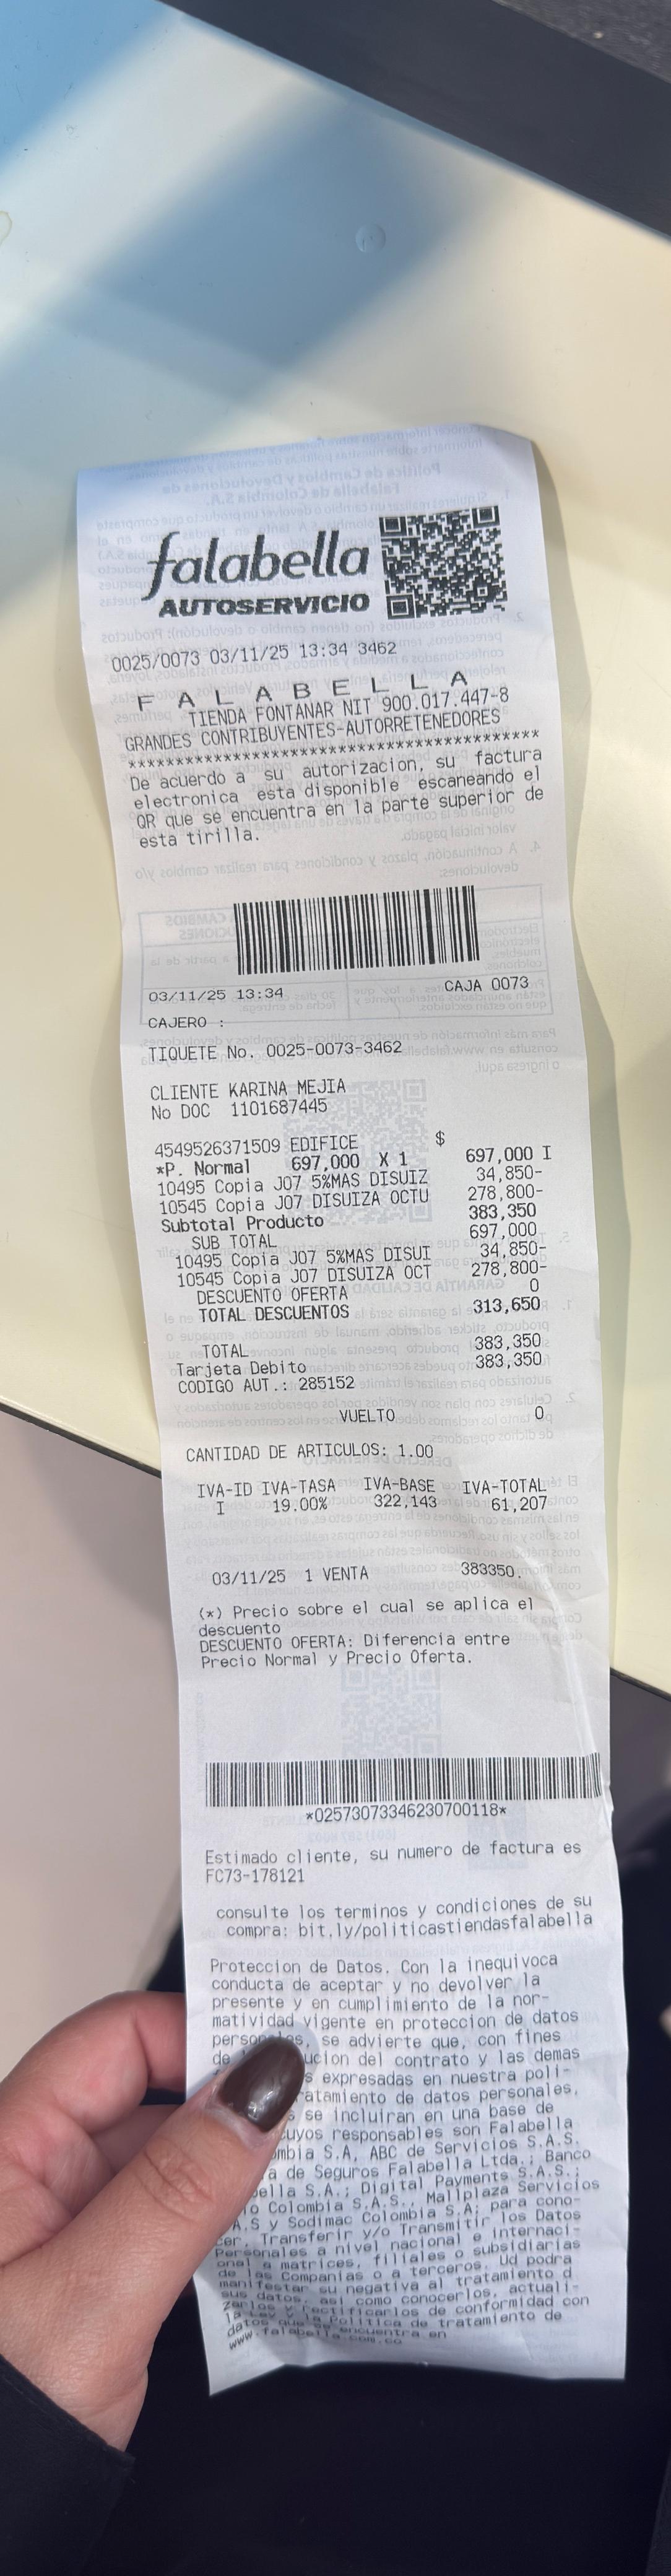 falabella
AUTOSERVICIO
0025/0073 03/11/25 13:34 3462
F A L A B E L L A
TIENDA FONTANAR NIT 900.017.447-8
GRANDES CONTRIBUYENTES-AUTORRETENEDORES
****************************************
De acuerdo a su autorizacion, su factura
electronica esta disponible escaneando el
QR que se encuentra en la parte superior de
esta tirilla.
03/11/25 13:34 CAJA 0073
CAJERO :
TIQUETE No. 0025-0073-3462
CLIENTE KARINA MEJIA
No DOC 1101687445
4549526371509 EDIFICE $
*P. Normal 697,000 X 1 697,000 I
10495 Copia J07 5%MAS DISUIZ 34,850-
10545 Copia J07 DISUIZA OCTU 278,800-
Subtotal Producto 383,350
SUB TOTAL 697,000
10495 Copia J07 5%MAS DISUI 34,850-
10545 Copia J07 DISUIZA OCT 278,800-
DESCUENTO OFERTA 0
TOTAL DESCUENTOS 313,650
TOTAL 383,350
Tarjeta Debito 383,350
CODIGO AUT.: 285152
VUELTO 0
CANTIDAD DE ARTICULOS: 1.00
IVA-ID IVA-TASA IVA-BASE IVA-TOTAL
I 19.00% 322,143 61,207
03/11/25 1 VENTA 383350.
(*) Precio sobre el cual se aplica el
descuento
DESCUENTO OFERTA: Diferencia entre
Precio Normal y Precio Oferta.
*02573073346230700118*
Estimado cliente, su numero de factura es
FC73-178121
consulte los terminos y condiciones de su
compra: bit.ly/politicastiendasfalabella
Proteccion de Datos. Con la inequivoca
conducta de aceptar y no devolver la
presente y en cumplimiento de la nor-
matividad vigente en proteccion de datos
personales, se advierte que, con fines
de ucion del contrato y las demas
s expresadas en nuestra poli-
ratamiento de datos personales,
s se incluiran en una base de
cuyos responsables son Falabella
mbia S.A, ABC de Servicios S.A.S.
a de Seguros Falabella Ltda.; Banco
bella S.A.; Digital Payments S.A.S.;
o Colombia S.A.S., Mallplaza Servicios
A.S y Sodimac Colombia S.A; para cono-
cer, Transferir y/o Transmitir los Datos
Personales a nivel nacional e internaci-
onal a matrices, filiales o subsidiarias
de las Companias o a terceros. Ud podra
manifestar su negativa al tratamiento d
sus datos, asi como conocerlos, actuali-
zarlos y rectificarlos de conformidad con
la Ley y la Politica de tratamiento de
datos que se encuentra en
www.falabella.com.co